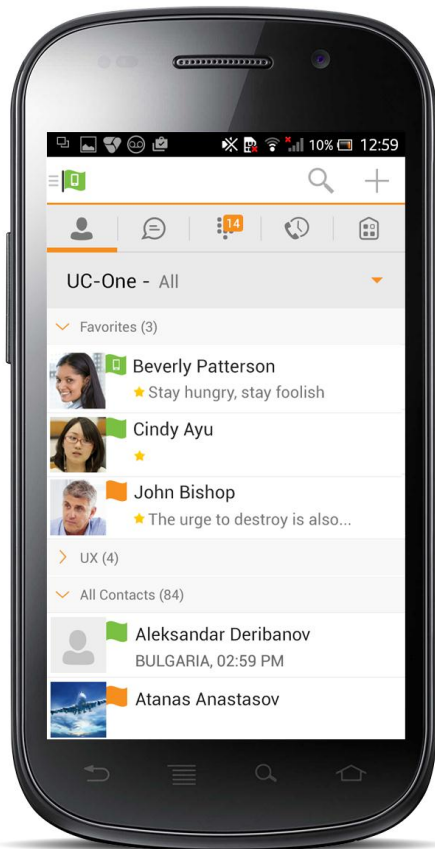 10% 12:59
14
UC-One - All
Favorites (3)
Beverly Patterson
Stay hungry, stay foolish
Cindy Ayu
John Bishop
The urge to destroy is also...
UX (4)
All Contacts (84)
Aleksandar Deribanov
BULGARIA, 02:59 PM
Atanas Anastasov